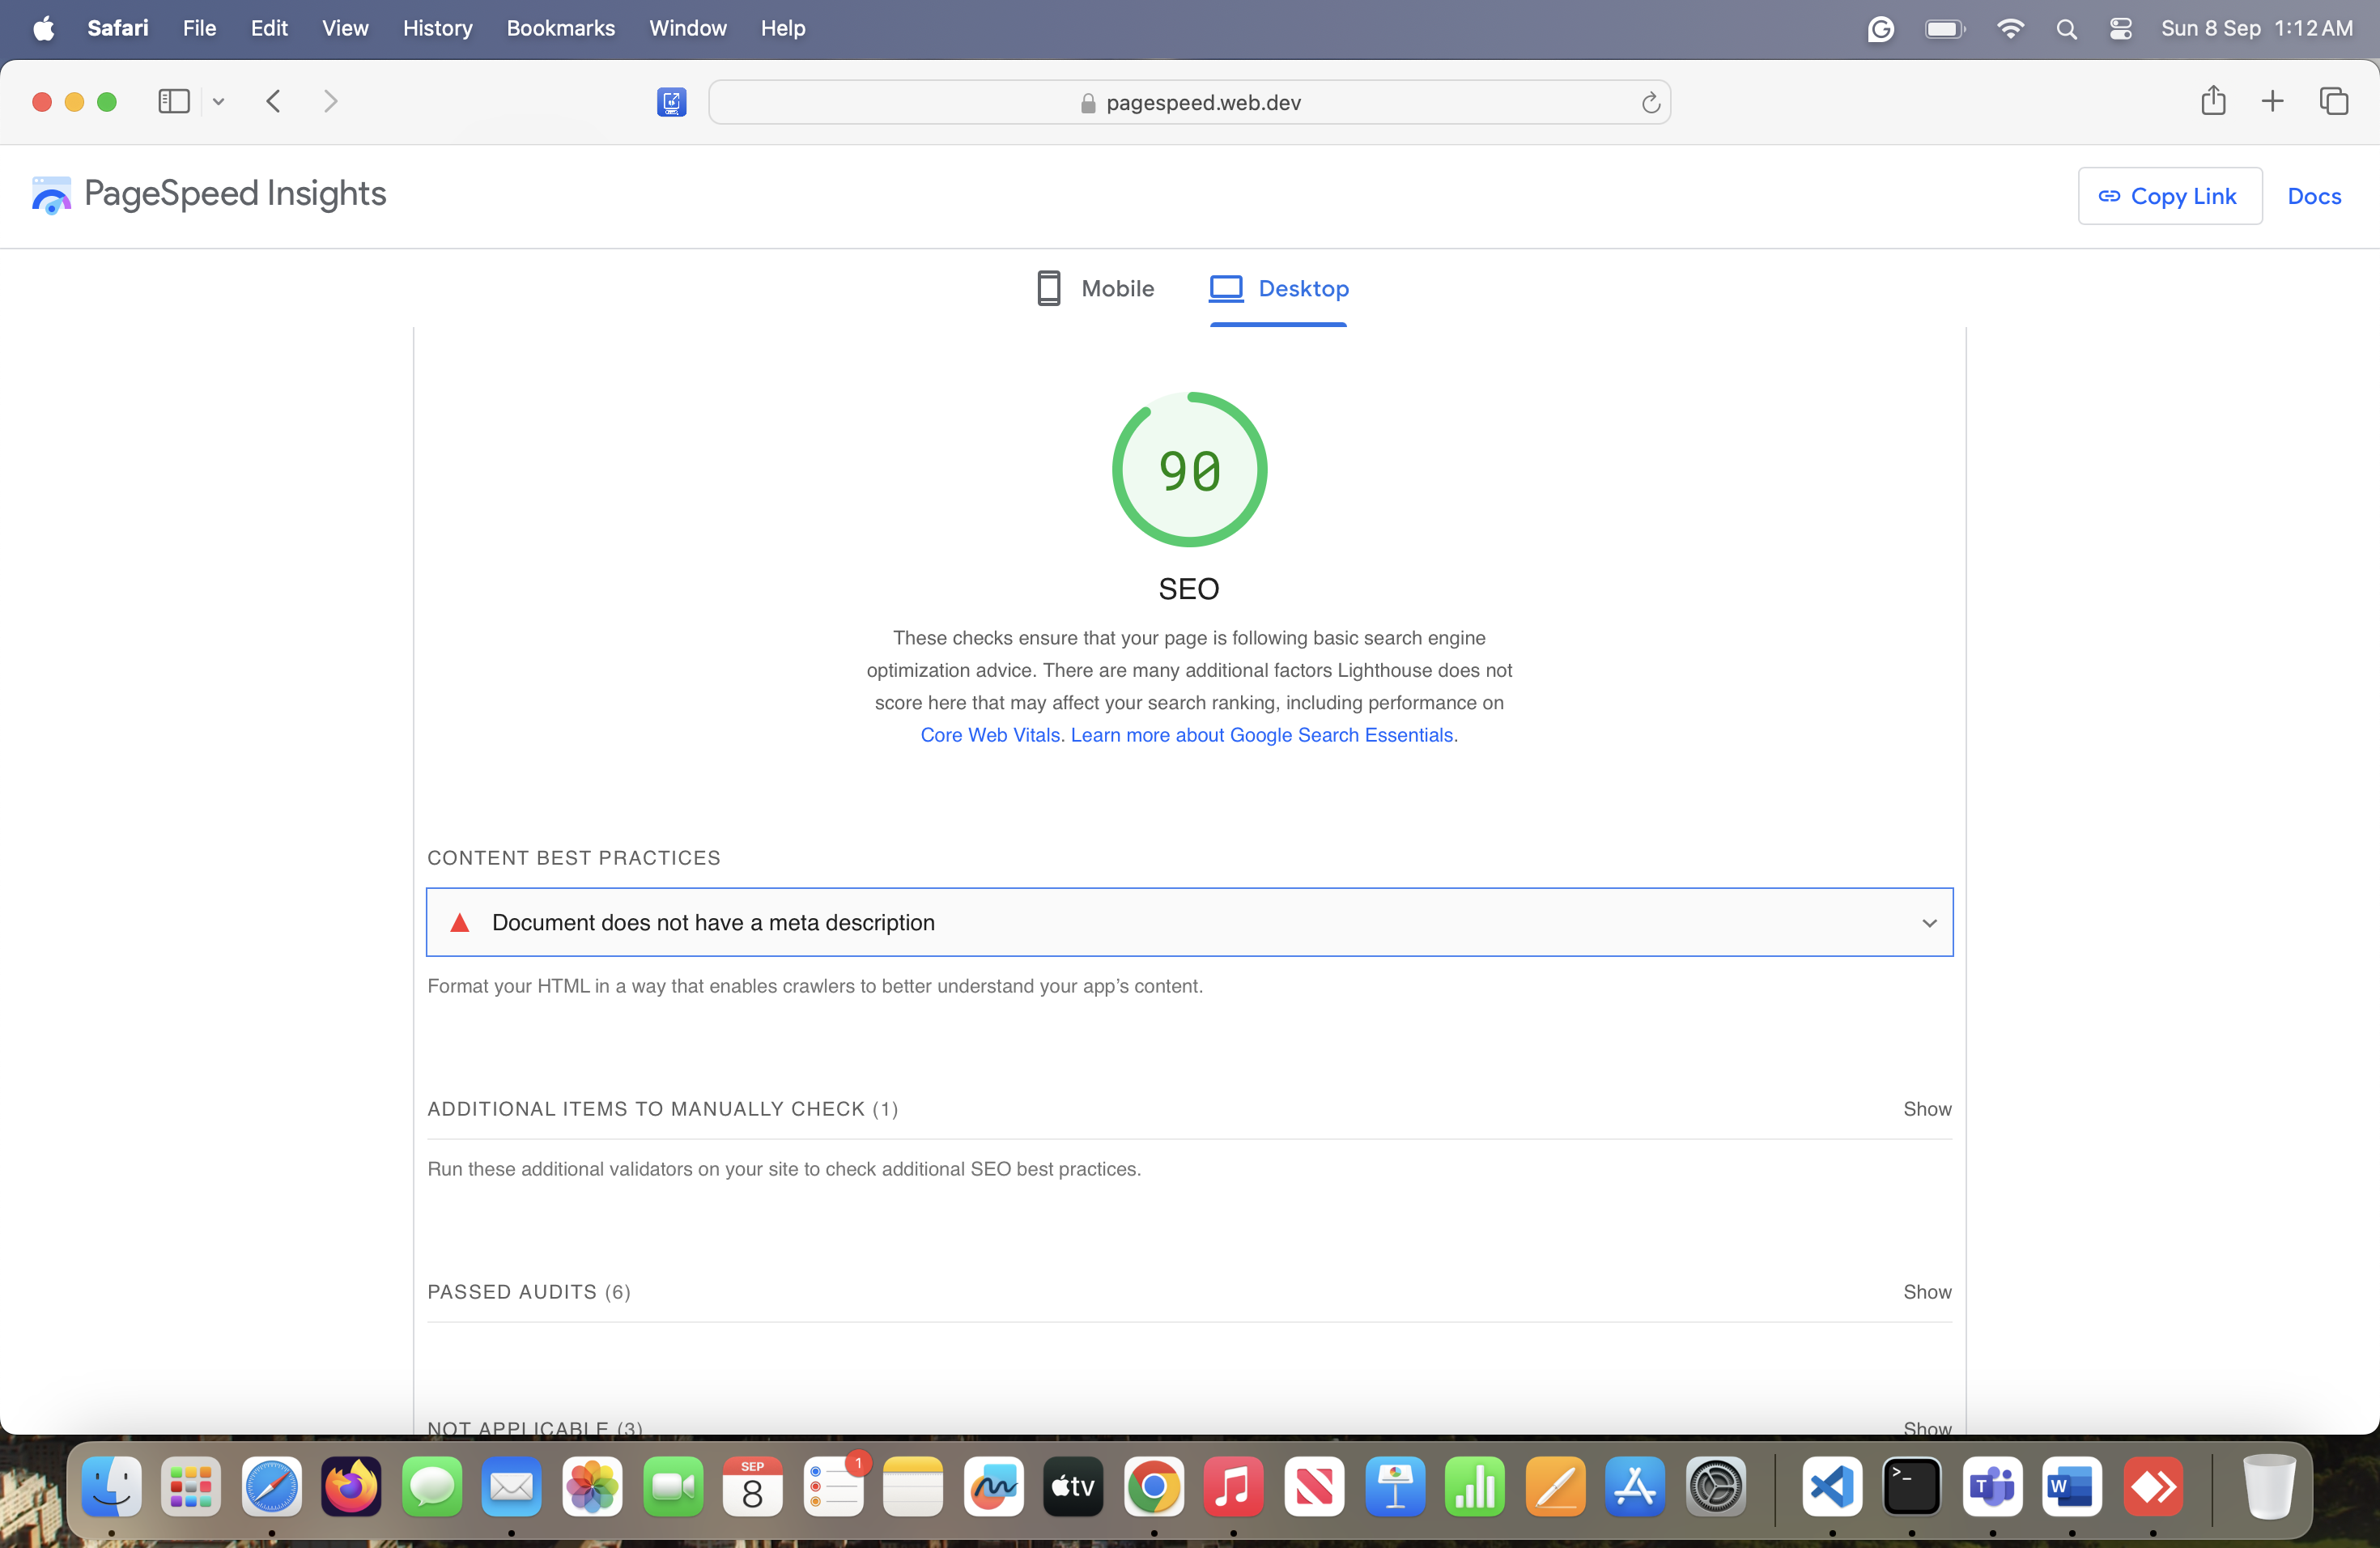 Safari File Edit View History Bookmarks Window Help Sun 8 Sep 1:12 AM
pagespeed.web.dev
PageSpeed Insights
Copy Link Docs
Mobile Desktop
90
SEO
These checks ensure that your page is following basic search engine
optimization advice. There are many additional factors Lighthouse does not
score here that may affect your search ranking, including performance on
Core Web Vitals. Learn more about Google Search Essentials.
CONTENT BEST PRACTICES
Document does not have a meta description
Format your HTML in a way that enables crawlers to better understand your app’s content.
ADDITIONAL ITEMS TO MANUALLY CHECK (1) Show
Run these additional validators on your site to check additional SEO best practices.
PASSED AUDITS (6) Show
NOT APPLICABLE (3) Show
SEP
8
1
tv
T
W